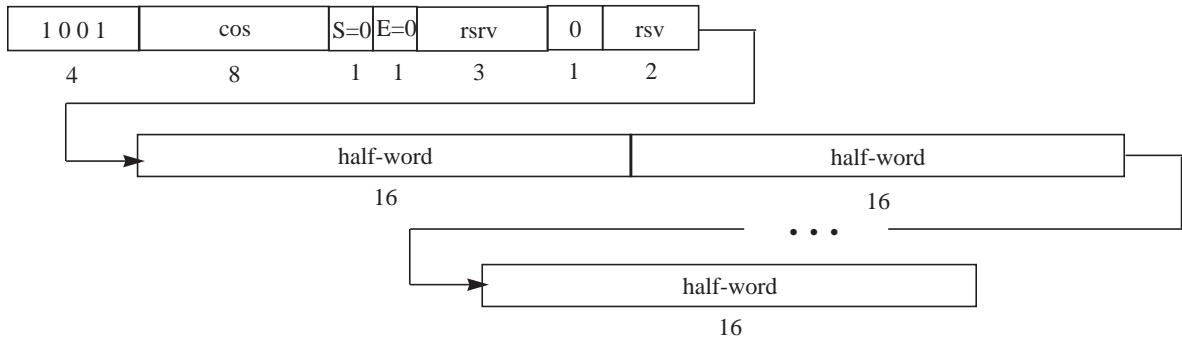 1 0 0 1 cos S=0 E=0 rsrv 0 rsv
4 8 1 1 3 1 2
half-word half-word
16 16
• • •
half-word
16